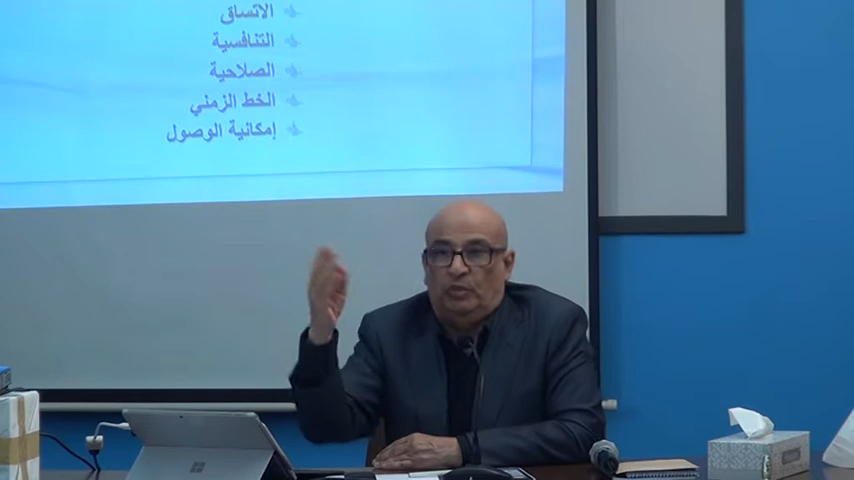 الاتساق
التنافسية
الصلاحية
الخط الزمني
إمكانية الوصول